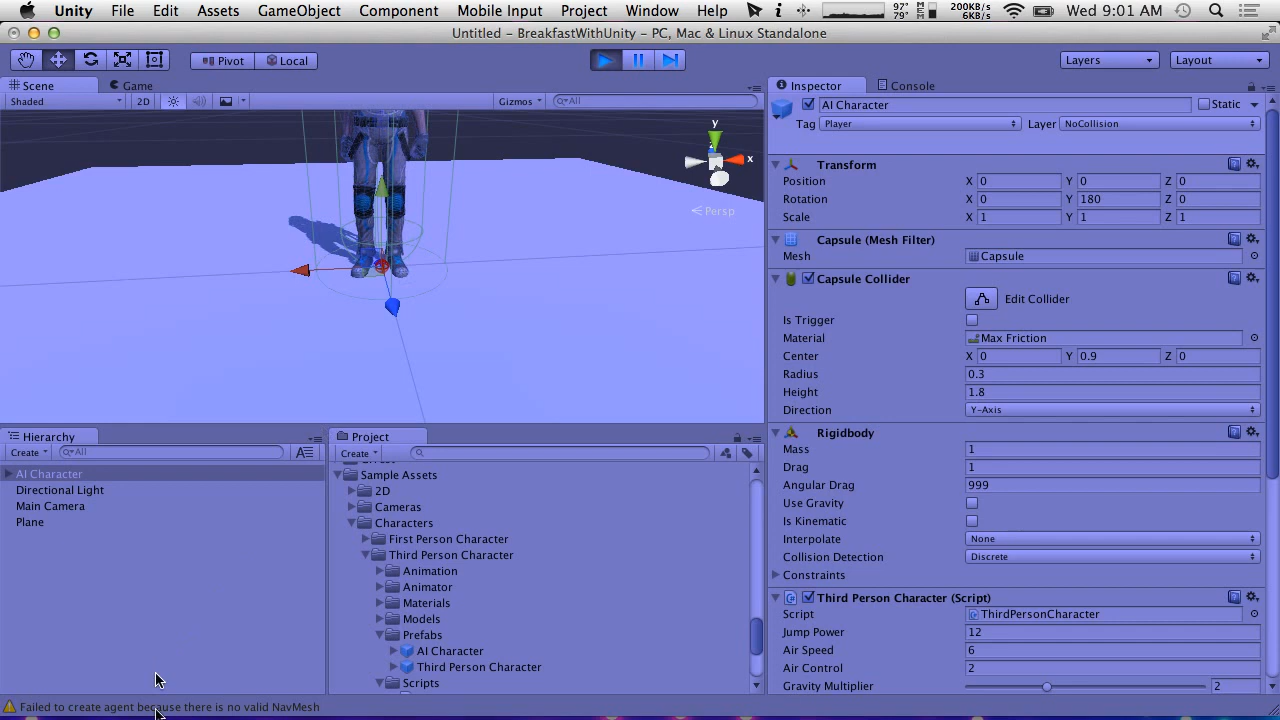 Unity File Edit Assets GameObject Component Mobile Input Project Window Help 97° 79° 200KB/s 6KB/s Wed 9:01 AM
Untitled - BreakfastWithUnity - PC, Mac & Linux Standalone
Pivot Local Layers Layout
Scene Game
Shaded 2D Gizmos All
y
x
Persp
Inspector Console
AI Character Static
Tag Player Layer NoCollision
Transform
Position X 0 Y 0 Z 0
Rotation X 0 Y 180 Z 0
Scale X 1 Y 1 Z 1
Capsule (Mesh Filter)
Mesh Capsule
Capsule Collider
Edit Collider
Is Trigger
Material Max Friction
Center X 0 Y 0.9 Z 0
Radius 0.3
Height 1.8
Direction Y-Axis
Rigidbody
Mass 1
Drag 1
Angular Drag 999
Use Gravity
Is Kinematic
Interpolate None
Collision Detection Discrete
Constraints
Third Person Character (Script)
Script ThirdPersonCharacter
Jump Power 12
Air Speed 6
Air Control 2
Gravity Multiplier 2
Hierarchy
Create All
AI Character
Directional Light
Main Camera
Plane
Project
Create
Sample Assets
2D
Cameras
Characters
First Person Character
Third Person Character
Animation
Animator
Materials
Models
Prefabs
AI Character
Third Person Character
Scripts
Failed to create agent because there is no valid NavMesh